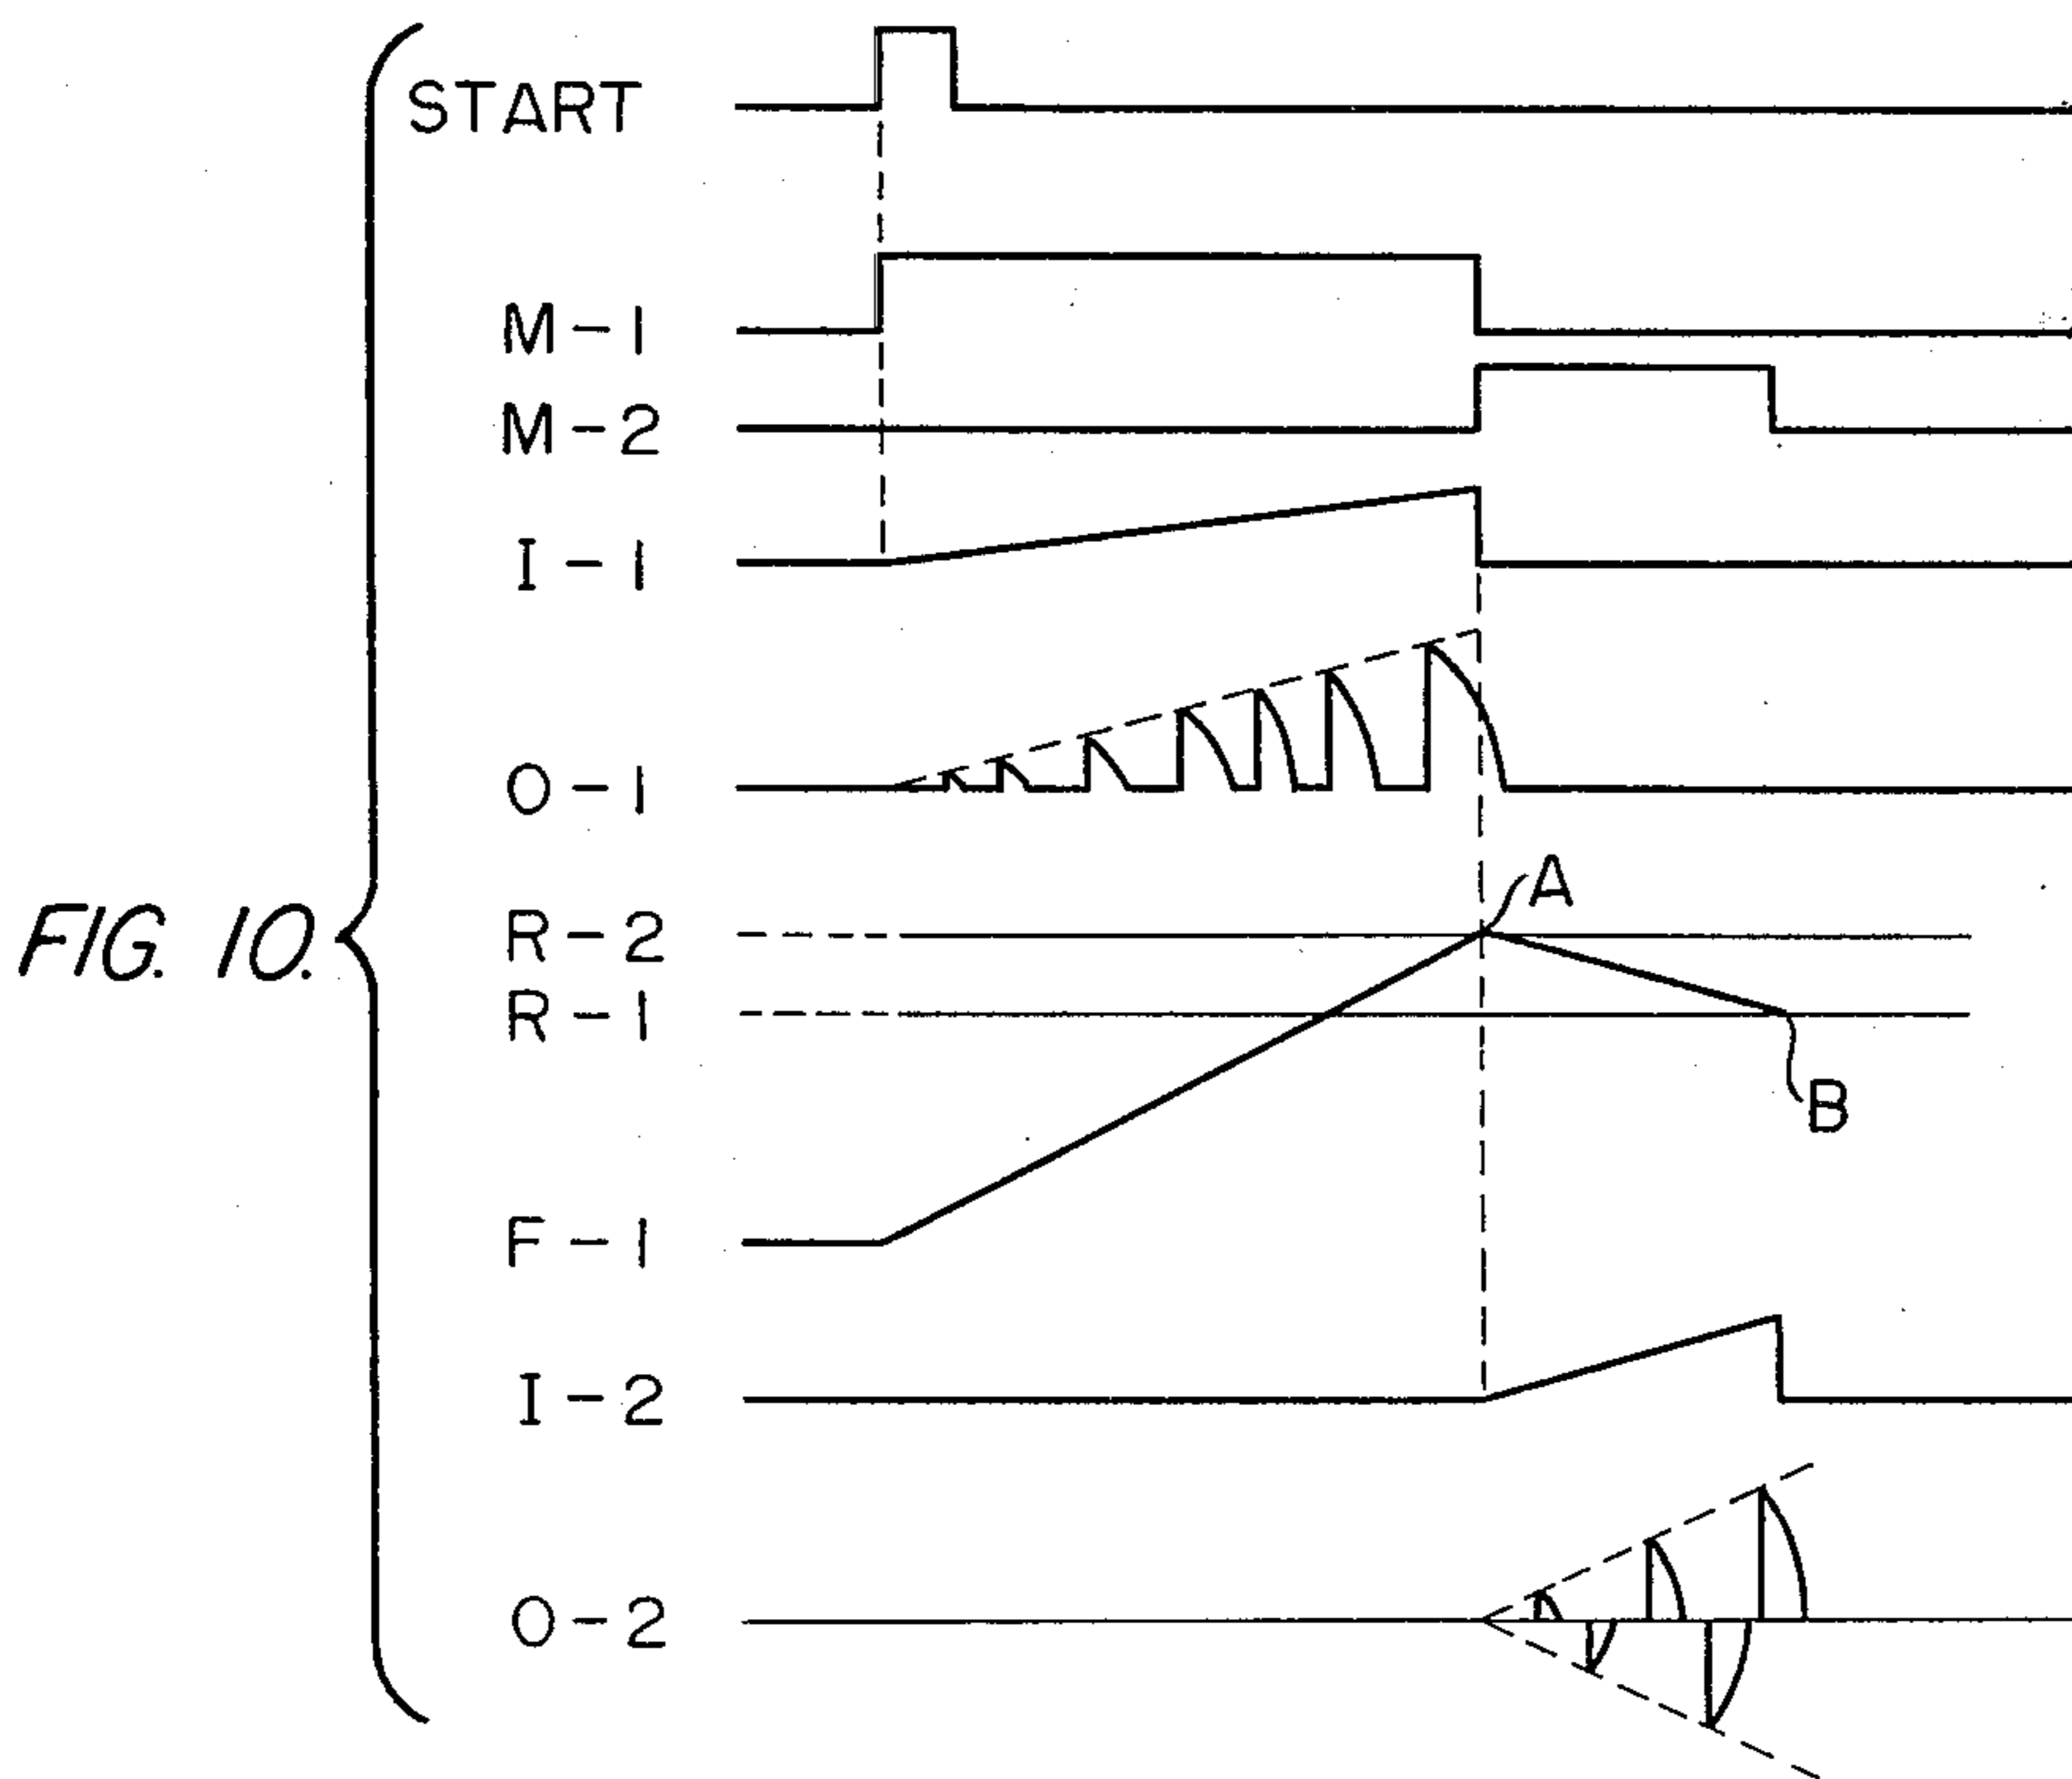 START
M-1
M-2
I-1
O-1
A
R-2
FIG. 10.
R-1
B
F-1
I-2
O-2